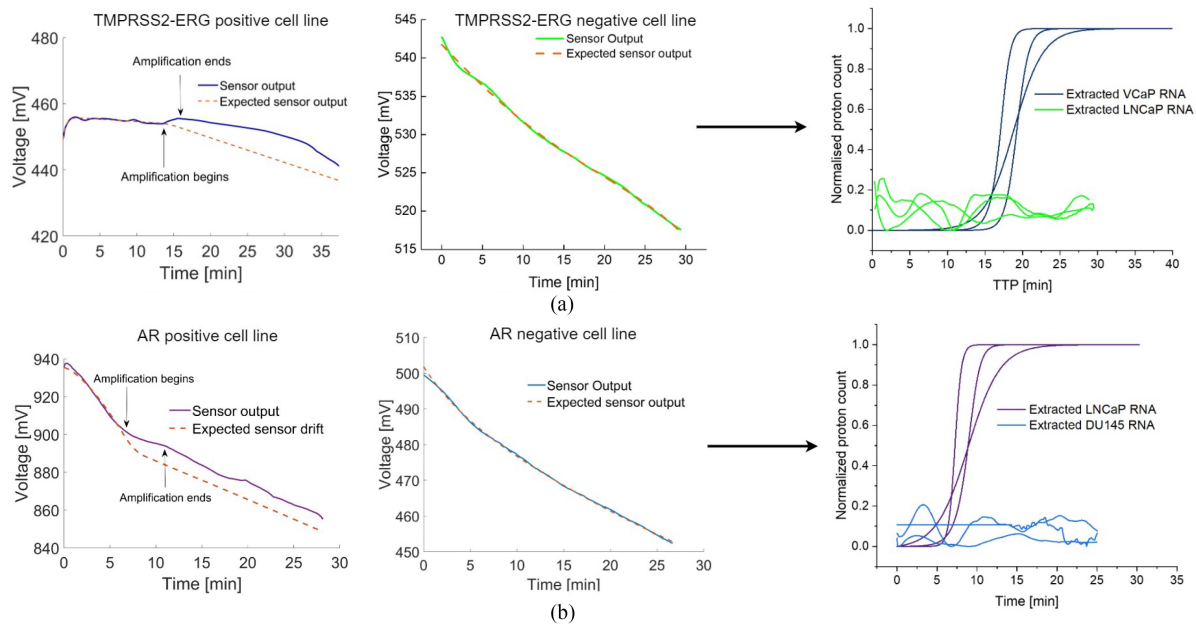 TMPRSS2-ERG positive cell line
480
460
440
420
Voltage [mV]
0 5 10 15 20 25 30 35
Time [min]
Amplification ends
Sensor output
Expected sensor output
Amplification begins
TMPRSS2-ERG negative cell line
545
540
535
530
525
520
515
Voltage [mV]
0 5 10 15 20 25 30
Time [min]
Sensor Output
Expected sensor output
1.0
0.8
0.6
0.4
0.2
0.0
Normalised proton count
0 5 10 15 20 25 30 35 40
TTP [min]
Extracted VCaP RNA
Extracted LNCaP RNA
(a)
AR positive cell line
940
920
900
880
860
840
Voltage [mV]
0 5 10 15 20 25 30
Time [min]
Amplification begins
Sensor output
Expected sensor drift
Amplification ends
AR negative cell line
510
500
490
480
470
460
450
Voltage [mV]
0 5 10 15 20 25 30
Time [min]
Sensor Output
Expected sensor output
1.0
0.8
0.6
0.4
0.2
0.0
Normalized proton count
0 5 10 15 20 25 30 35
Time [min]
Extracted LNCaP RNA
Extracted DU145 RNA
(b)